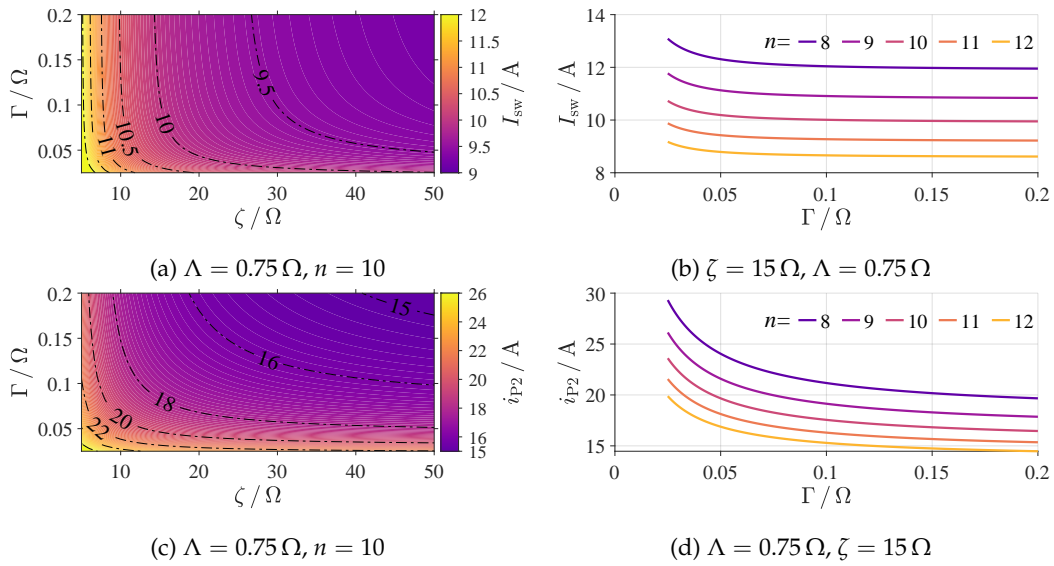 0.2
0.15
0.1
0.05
Γ / Ω
10 20 30 40 50
ζ / Ω
11
10.5
10
9.5
12
11.5
11
10.5
10
9.5
9
I_sw / A
(a) Λ = 0.75 Ω, n = 10
14
12
10
8
I_sw / A
n= 8 9 10 11 12
0 0.05 0.1 0.15 0.2
Γ / Ω
(b) ζ = 15 Ω, Λ = 0.75 Ω
0.2
0.15
0.1
0.05
Γ / Ω
10 20 30 40 50
ζ / Ω
22
20
18
16
15
26
24
22
20
18
16
15
i_P2 / A
(c) Λ = 0.75 Ω, n = 10
30
25
20
15
i_P2 / A
n= 8 9 10 11 12
0 0.05 0.1 0.15 0.2
Γ / Ω
(d) Λ = 0.75 Ω, ζ = 15 Ω